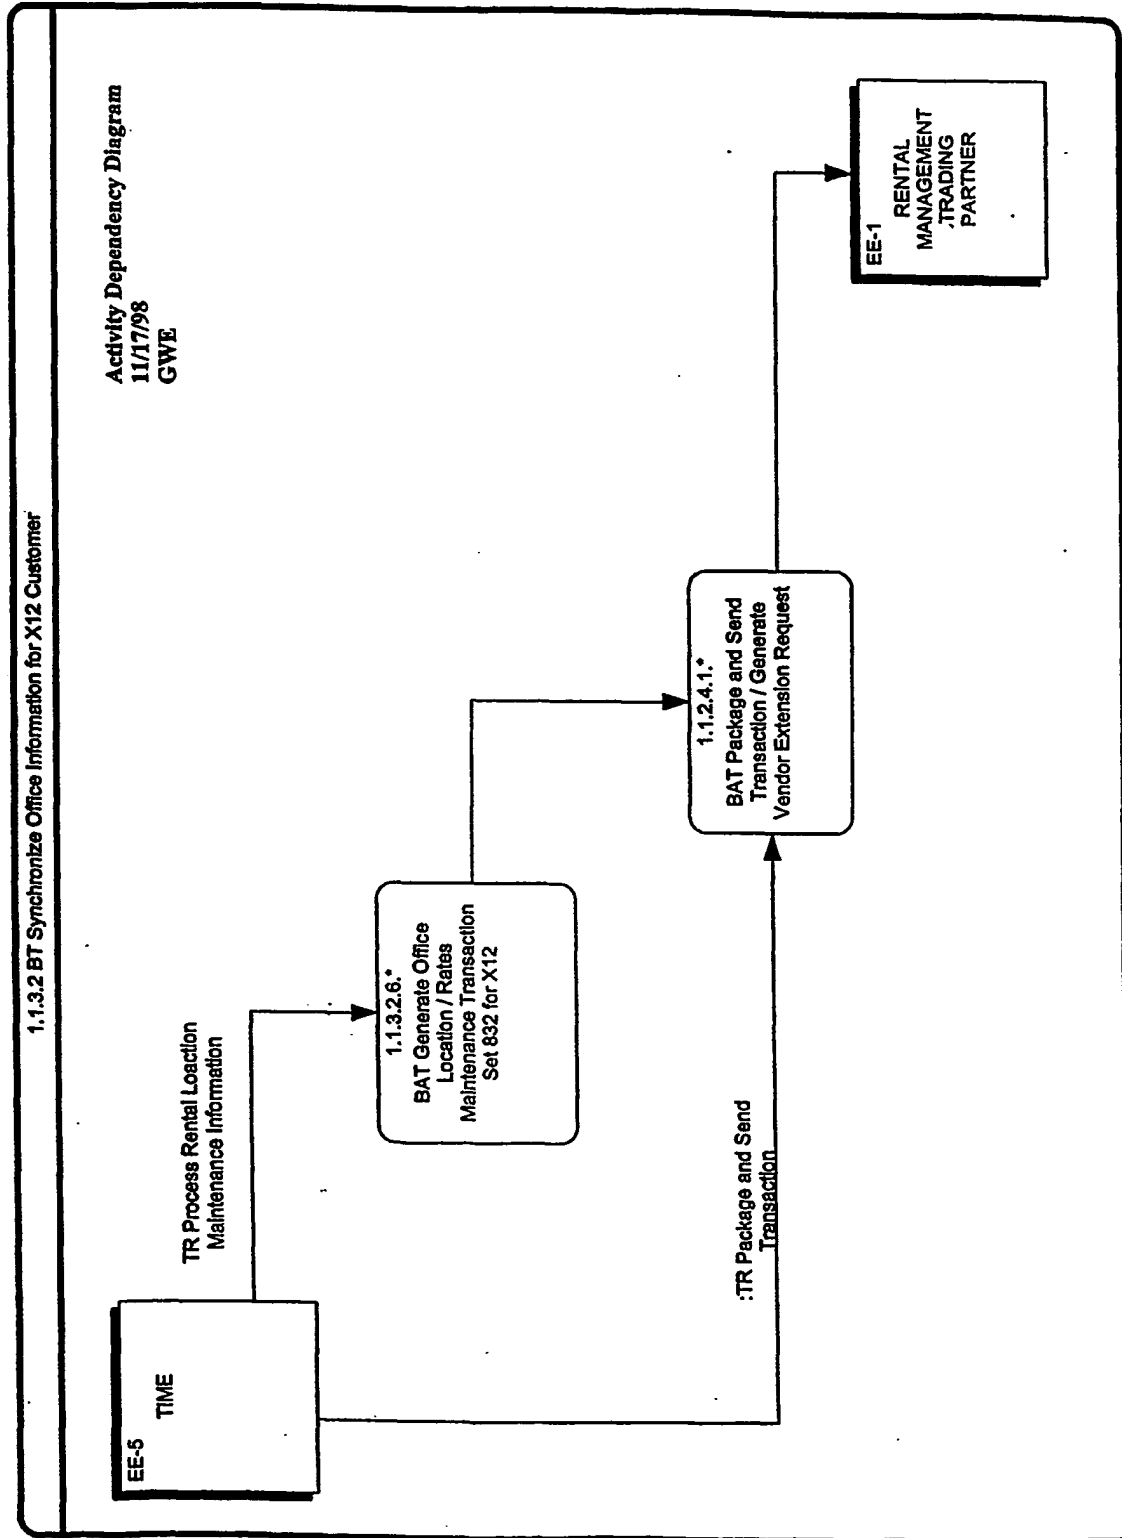 1.1.3.2 BT Synchronize Office Information for X12 Customer
Activity Dependency Diagram
11/17/98
GWE
EE-5
TIME
TR Process Rental Loaction
Maintenance Information
1.1.3.2.6.*
BAT Generate Office
Location / Rates
Maintenance Transaction
Set 832 for X12
:TR Package and Send
Transaction
1.1.2.4.1.*
BAT Package and Send
Transaction / Generate
Vendor Extension Request
EE-1
RENTAL
MANAGEMENT
.TRADING
PARTNER